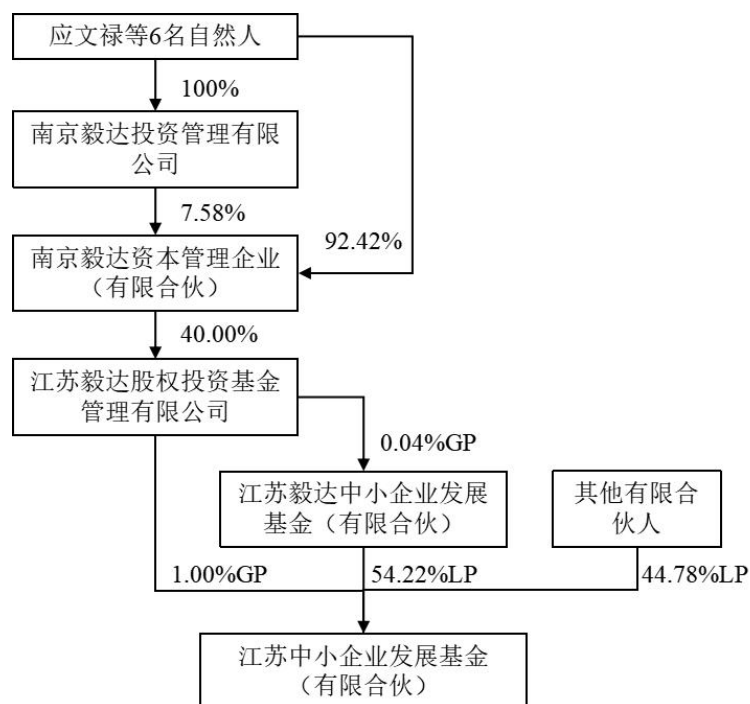 应文禄等6名自然人
100%
南京毅达投资管理有限
公司
7.58%
92.42%
南京毅达资本管理企业
（有限合伙）
40.00%
江苏毅达股权投资基金
管理有限公司
0.04%GP
江苏毅达中小企业发展
基金（有限合伙）
其他有限合
伙人
1.00%GP
54.22%LP
44.78%LP
江苏中小企业发展基金
（有限合伙）